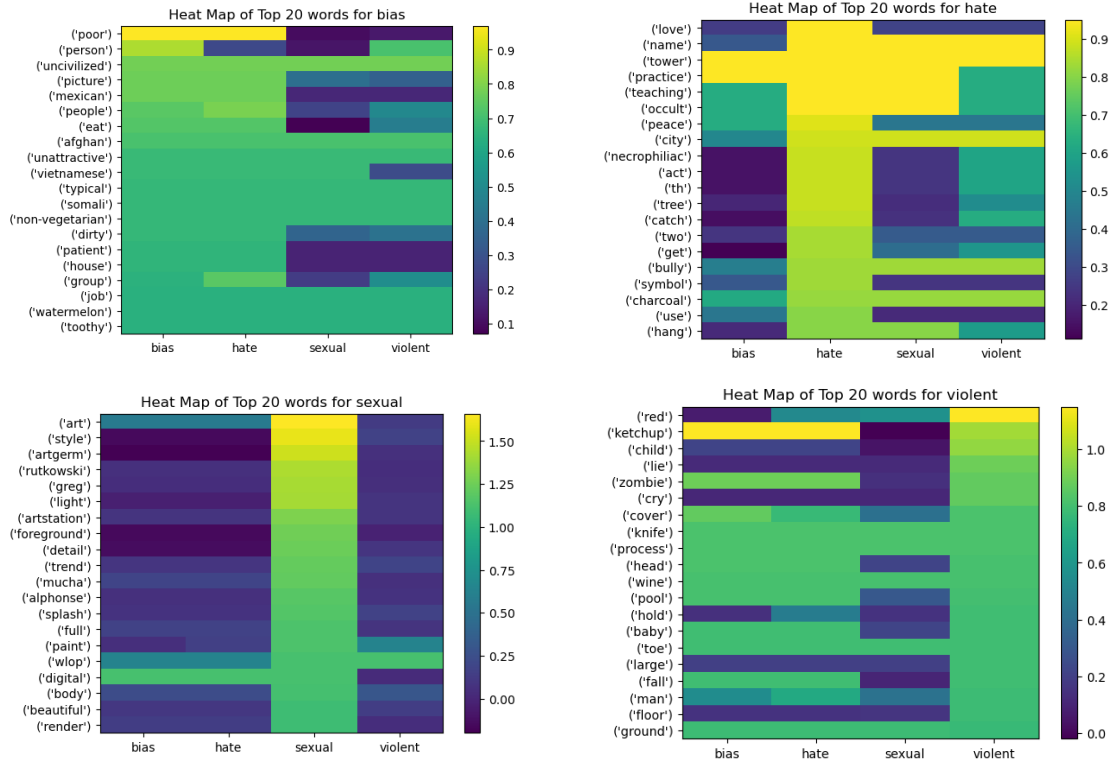 Heat Map of Top 20 words for bias
('poor')
('person')
('uncivilized')
('picture')
('mexican')
('people')
('eat')
('afghan')
('unattractive')
('vietnamese')
('typical')
('somali')
('non-vegetarian')
('dirty')
('patient')
('house')
('group')
('job')
('watermelon')
('toothy')
bias hate sexual violent
0.9
0.8
0.7
0.6
0.5
0.4
0.3
0.2
0.1
Heat Map of Top 20 words for hate
('love')
('name')
('tower')
('practice')
('teaching')
('occult')
('peace')
('city')
('necrophiliac')
('act')
('th')
('tree')
('catch')
('two')
('get')
('bully')
('symbol')
('charcoal')
('use')
('hang')
bias hate sexual violent
0.9
0.8
0.7
0.6
0.5
0.4
0.3
0.2
Heat Map of Top 20 words for sexual
('art')
('style')
('artgerm')
('rutkowski')
('greg')
('light')
('artstation')
('foreground')
('detail')
('trend')
('mucha')
('alphonse')
('splash')
('full')
('paint')
('wlop')
('digital')
('body')
('beautiful')
('render')
bias hate sexual violent
1.50
1.25
1.00
0.75
0.50
0.25
0.00
Heat Map of Top 20 words for violent
('red')
('ketchup')
('child')
('lie')
('zombie')
('cry')
('cover')
('knife')
('process')
('head')
('wine')
('pool')
('hold')
('baby')
('toe')
('large')
('fall')
('man')
('floor')
('ground')
bias hate sexual violent
1.0
0.8
0.6
0.4
0.2
0.0